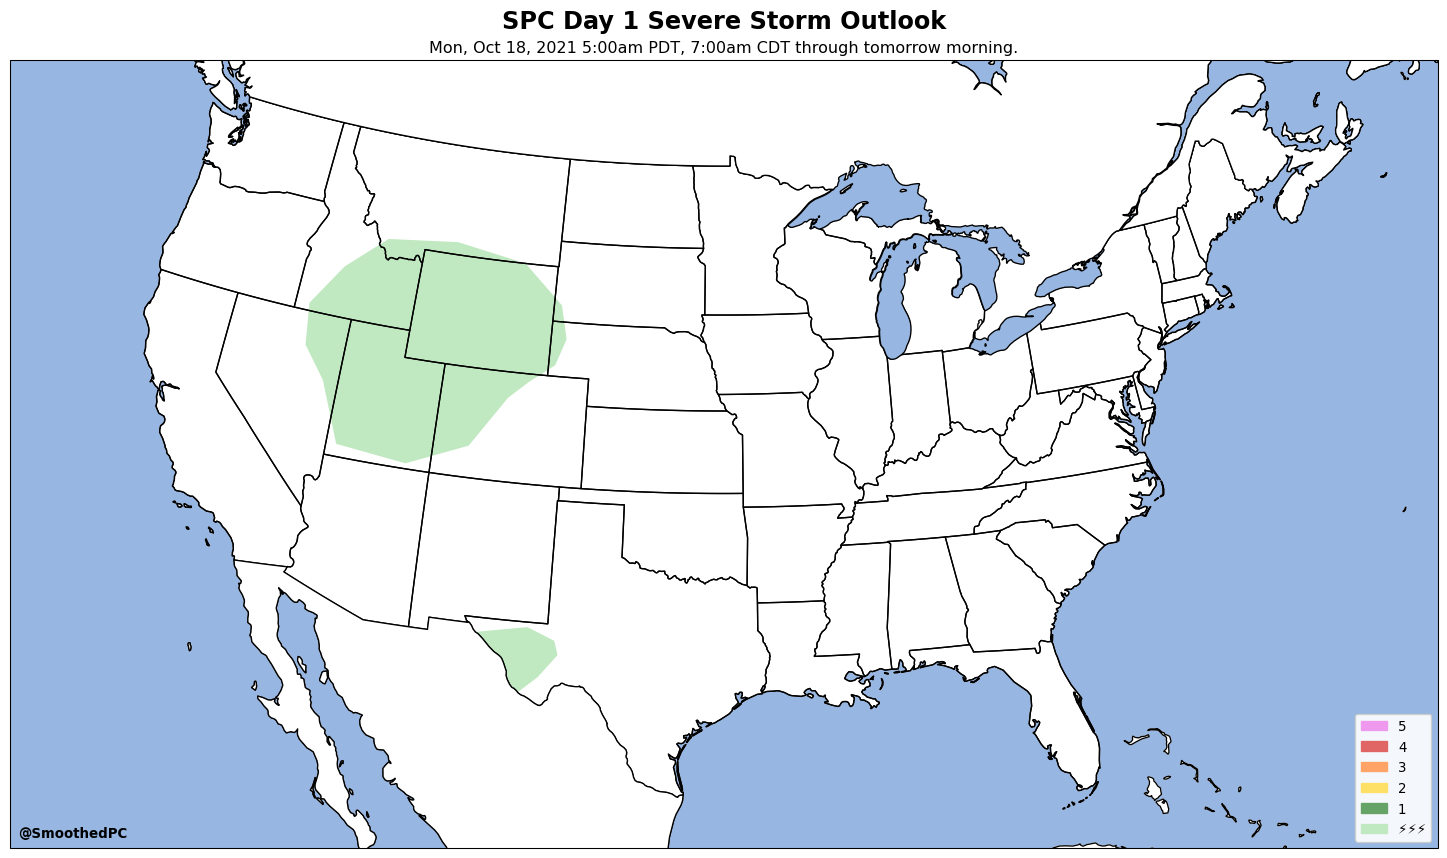 SPC Day 1 Severe Storm Outlook
Mon, Oct 18, 2021 5:00am PDT, 7:00am CDT through tomorrow morning.
5
4
3
2
1
⚡⚡⚡
@SmoothedPC